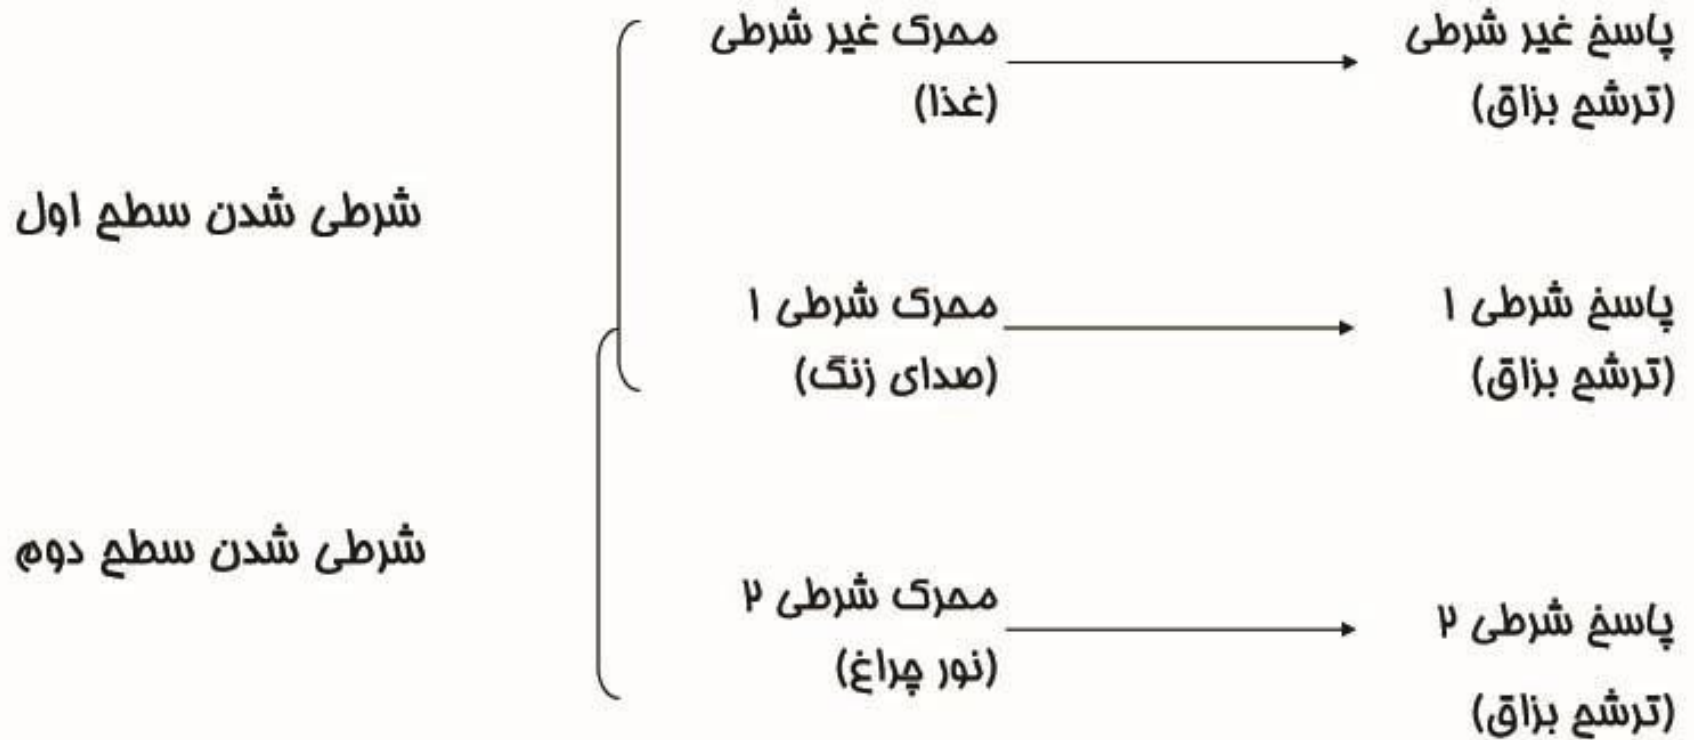 محرک غیر شرطی
(غذا)
پاسخ غیر شرطی
(ترشح بزاق)
شرطی شدن سطح اول
محرک شرطی ۱
(صدای زنگ)
پاسخ شرطی ۱
(ترشح بزاق)
شرطی شدن سطح دوم
محرک شرطی ۲
(نور چراغ)
پاسخ شرطی ۲
(ترشح بزاق)